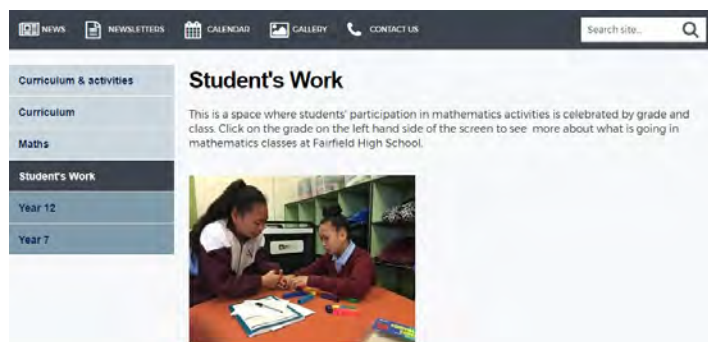 NEWS NEWSLETTERS CALENDAR GALLERY CONTACT US Search site...
Curriculum & activities
Curriculum
Maths
Student's Work
Year 12
Year 7
Student's Work
This is a space where students' participation in mathematics activities is celebrated by grade and
class. Click on the grade on the left hand side of the screen to see more about what is going in
mathematics classes at Fairfield High School.